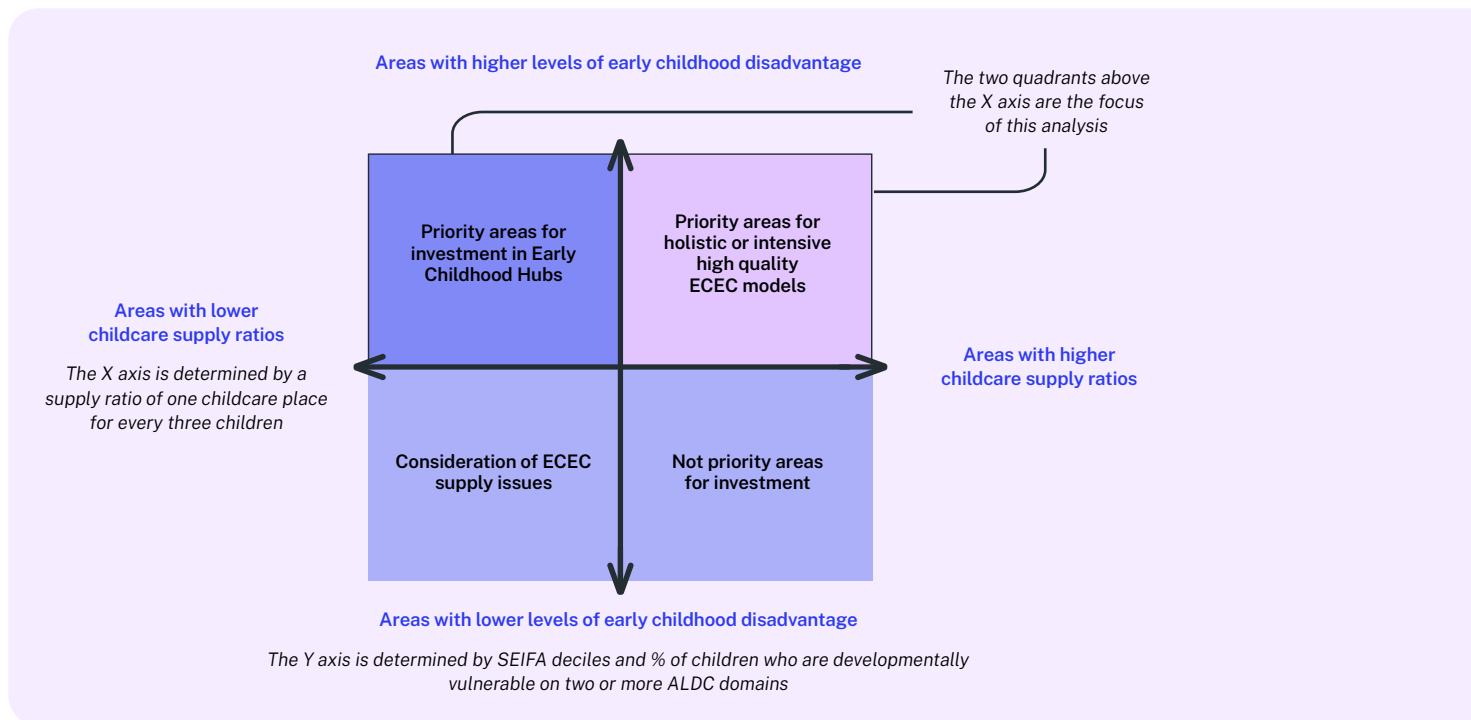 Areas with higher levels of early childhood disadvantage
The two quadrants above
the X axis are the focus
of this analysis
Priority areas for
investment in Early
Childhood Hubs
Priority areas for
holistic or intensive
high quality
ECEC models
Areas with lower
childcare supply ratios
The X axis is determined by a
supply ratio of one childcare place
for every three children
Areas with higher
childcare supply ratios
Consideration of ECEC
supply issues
Not priority areas
for investment
Areas with lower levels of early childhood disadvantage
The Y axis is determined by SEIFA deciles and % of children who are developmentally
vulnerable on two or more ALDC domains